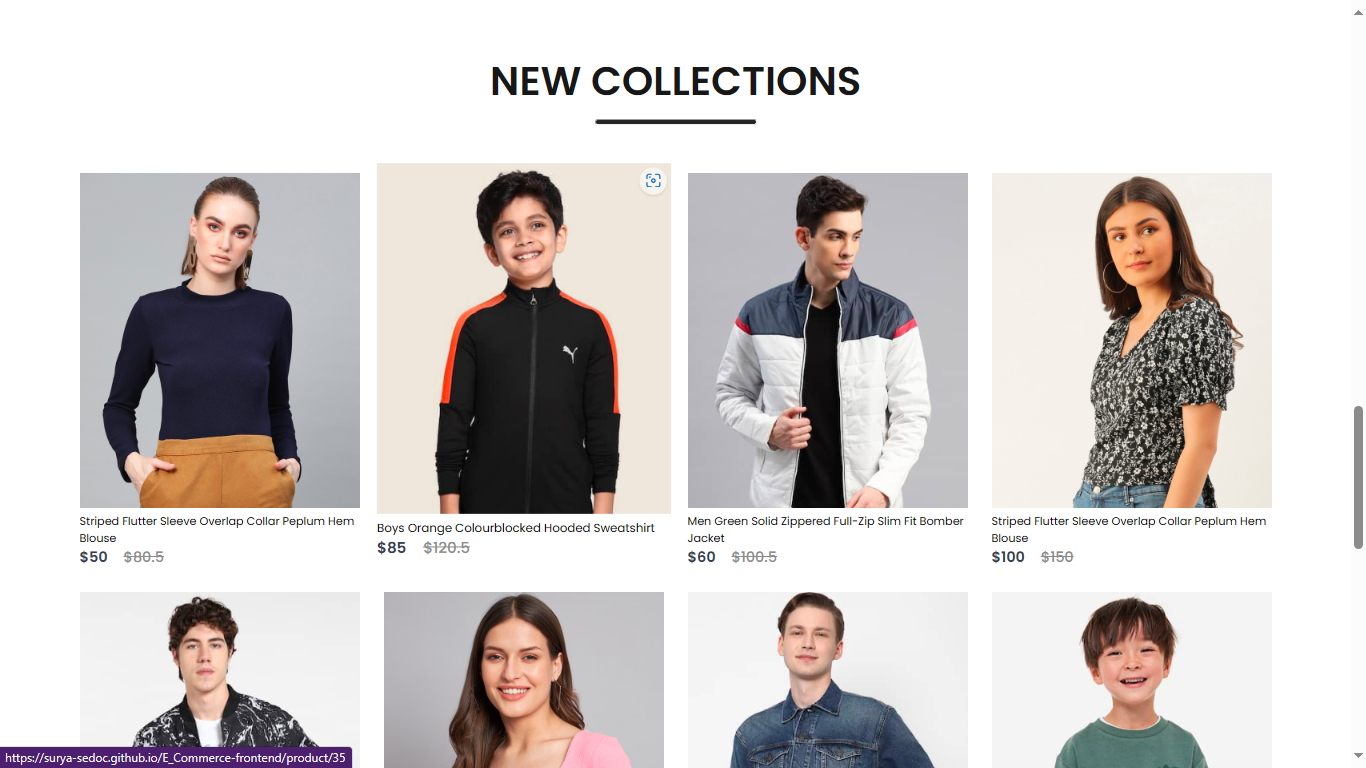 NEW COLLECTIONS
Striped Flutter Sleeve Overlap Collar Peplum Hem
Blouse
$50 $80.5
Boys Orange Colourblocked Hooded Sweatshirt
$85 $120.5
Men Green Solid Zippered Full-Zip Slim Fit Bomber
Jacket
$60 $100.5
Striped Flutter Sleeve Overlap Collar Peplum Hem
Blouse
$100 $150
https://surya-sedoc.github.io/E_Commerce-frontend/product/35